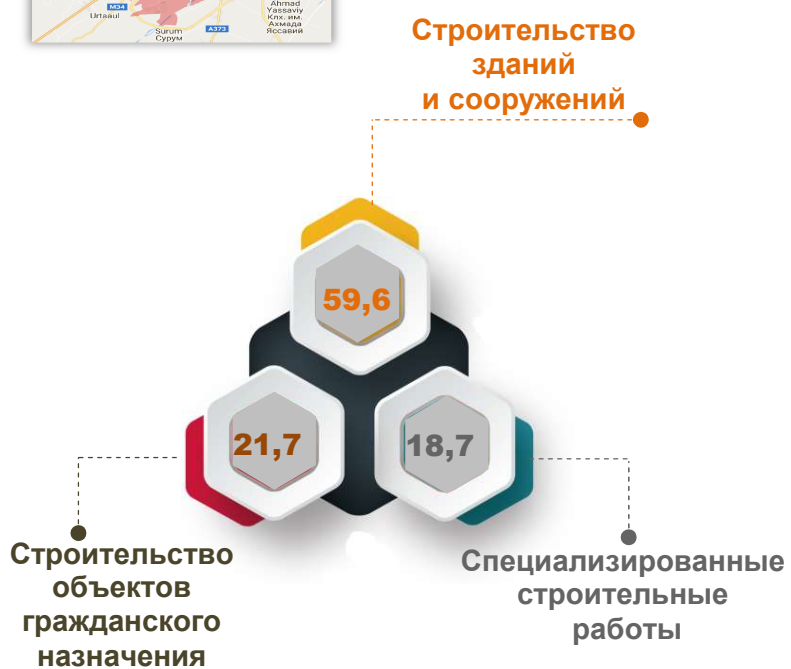 M34
Urtaaul
Surum
Сурум
A373
Ahmad
Yassaviy
Клх. им.
Ахмада
Яссавий
Строительство
зданий
и сооружений
59,6
21,7
18,7
Строительство
объектов
гражданского
назначения
Специализированные
строительные
работы